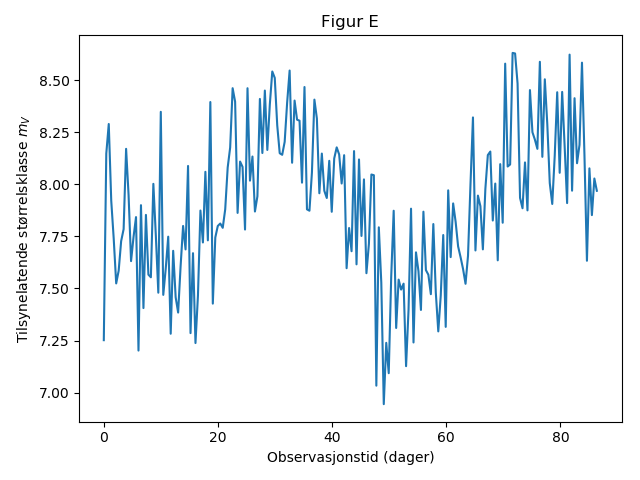 Figur E
Tilsynelatende størrelsklasse $m_V$
8.50
8.25
8.00
7.75
7.50
7.25
7.00
0 20 40 60 80
Observasjonstid (dager)